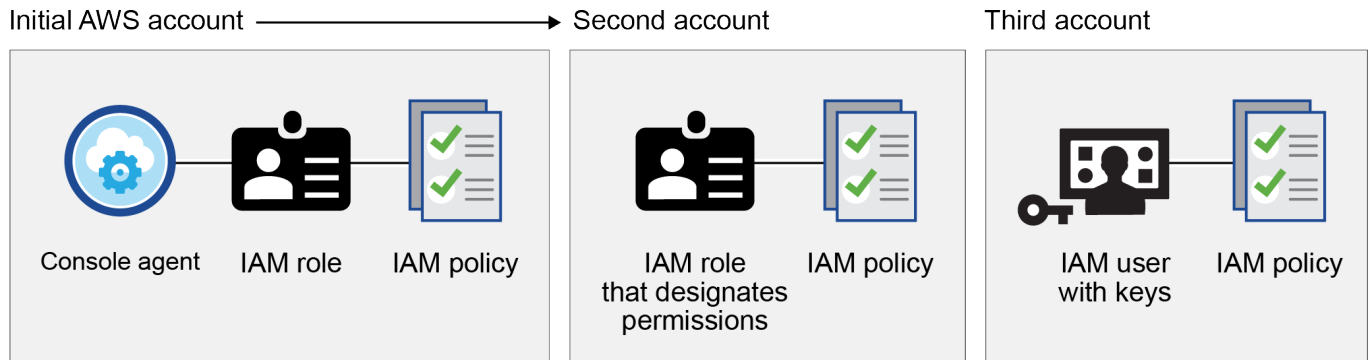 Initial AWS account
Second account
Third account
Console agent
IAM role
IAM policy
IAM role
that designates
permissions
IAM policy
IAM user
with keys
IAM policy